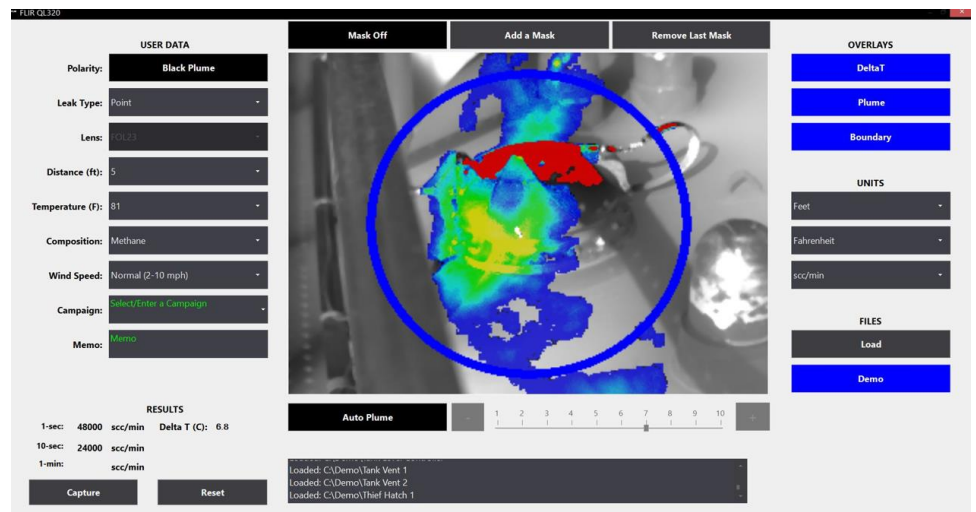 FLIR QL320
USER DATA
Polarity: Black Plume
Leak Type: Point
Lens: FOL23
Distance (ft): 5
Temperature (F): 81
Composition: Methane
Wind Speed: Normal (2-10 mph)
Campaign: Select/Enter a Campaign
Memo: Memo
RESULTS
1-sec: 48000 scc/min Delta T (C): 6.8
10-sec: 24000 scc/min
1-min: scc/min
Capture Reset
Mask Off Add a Mask Remove Last Mask
Auto Plume - 1 2 3 4 5 6 7 8 9 10 +
Loaded: C:\Demo\Tank Vent 1
Loaded: C:\Demo\Tank Vent 2
Loaded: C:\Demo\Thief Hatch 1
OVERLAYS
DeltaT
Plume
Boundary
UNITS
Feet
Fahrenheit
scc/min
FILES
Load
Demo